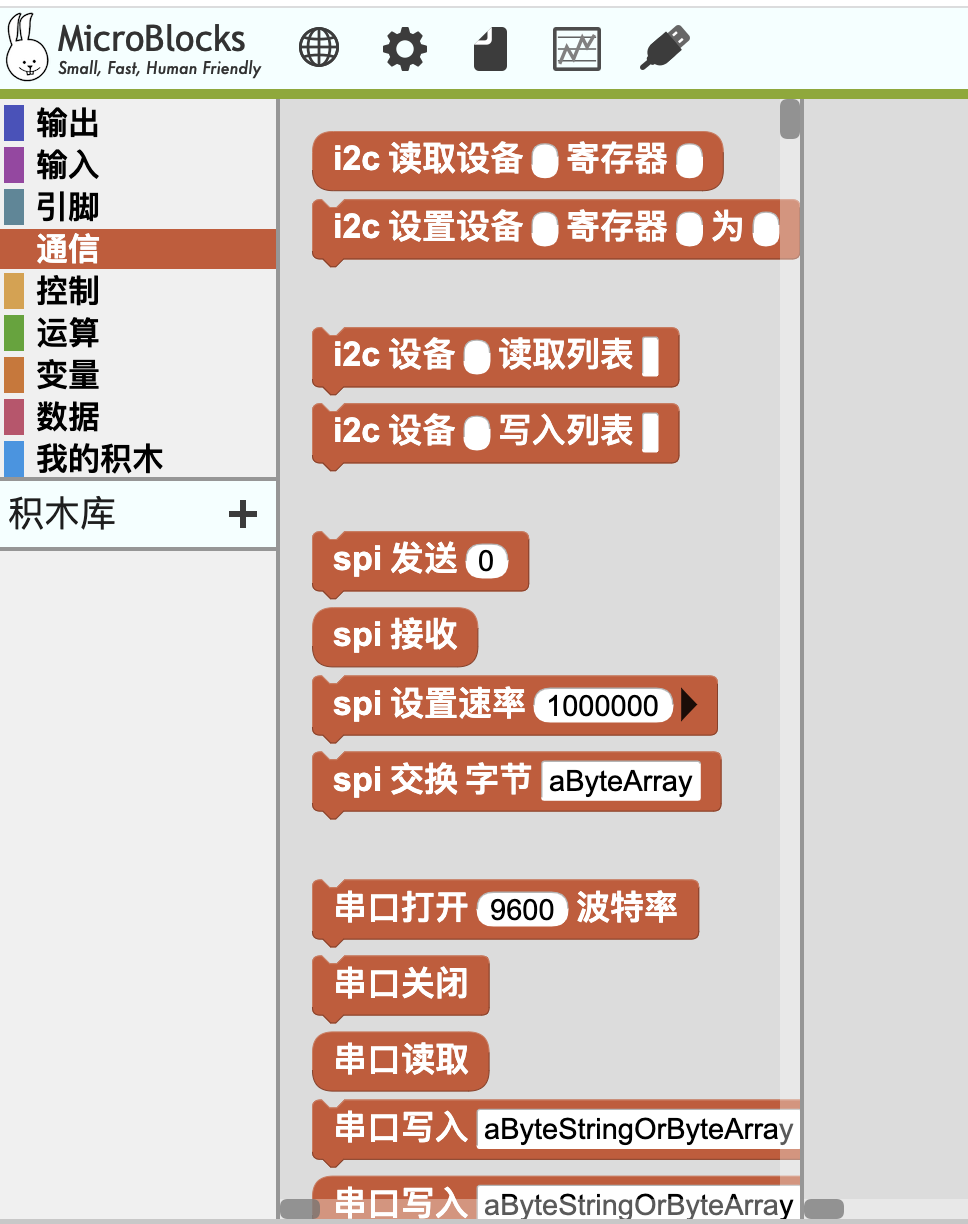 MicroBlocks
Small, Fast, Human Friendly
输出
输入
引脚
通信
控制
运算
变量
数据
我的积木
积木库 +
i2c 读取设备 寄存器
i2c 设置设备 寄存器 为
i2c 设备 读取列表
i2c 设备 写入列表
spi 发送 0
spi 接收
spi 设置速率 1000000
spi 交换 字节 aByteArray
串口打开 9600 波特率
串口关闭
串口读取
串口写入 aByteStringOrByteArray
串口写入 aByteStringOrByteArray